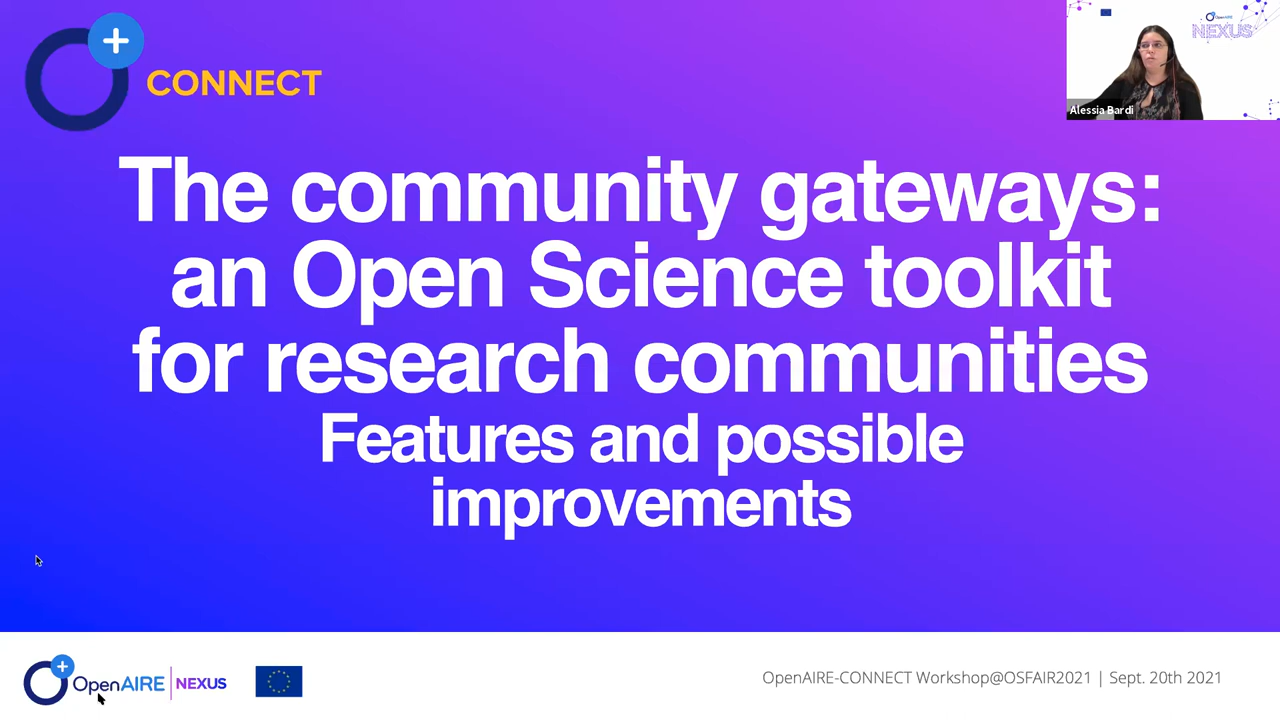 CONNECT
OpenAIRE
NEXUS
Alessia Bardi
The community gateways:
an Open Science toolkit
for research communities
Features and possible
improvements
OpenAIRE | NEXUS
OpenAIRE-CONNECT Workshop@OSFAIR2021 | Sept. 20th 2021